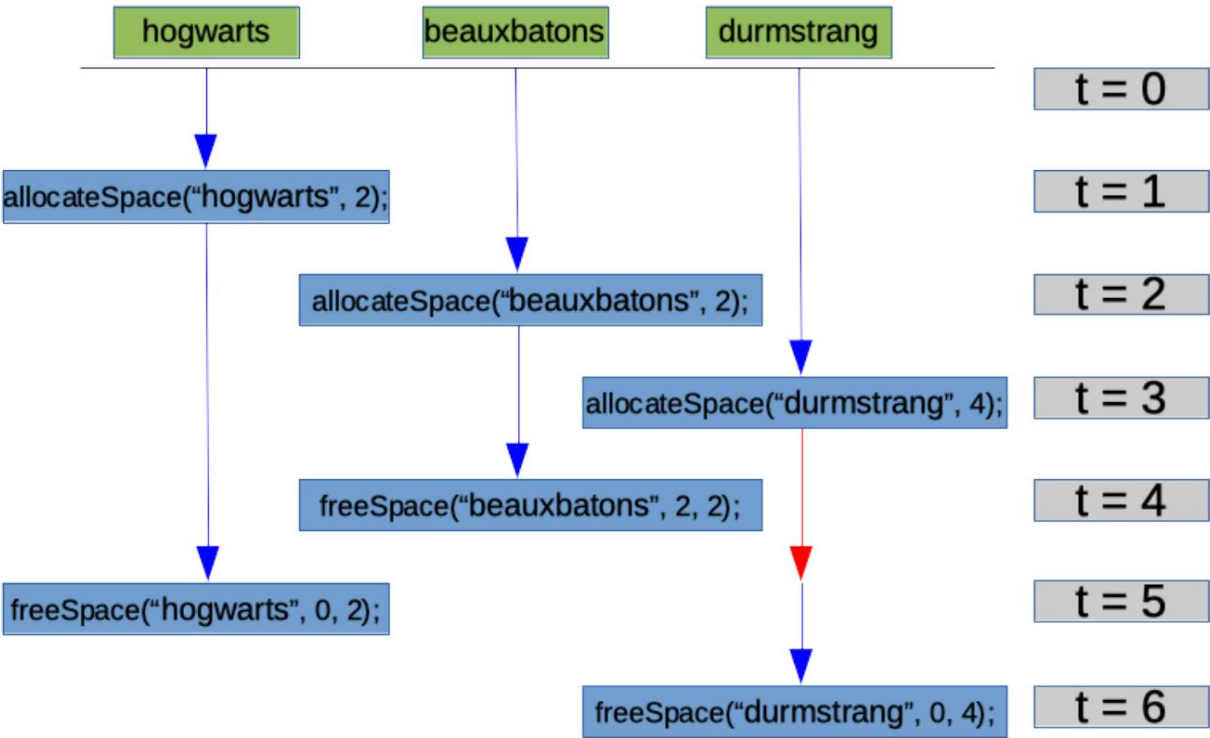 hogwarts beauxbatons durmstrang
t = 0
allocateSpace(“hogwarts”, 2); t = 1
allocateSpace(“beauxbatons”, 2); t = 2
allocateSpace(“durmstrang”, 4); t = 3
freeSpace(“beauxbatons”, 2, 2); t = 4
freeSpace(“hogwarts”, 0, 2); t = 5
freeSpace(“durmstrang”, 0, 4); t = 6